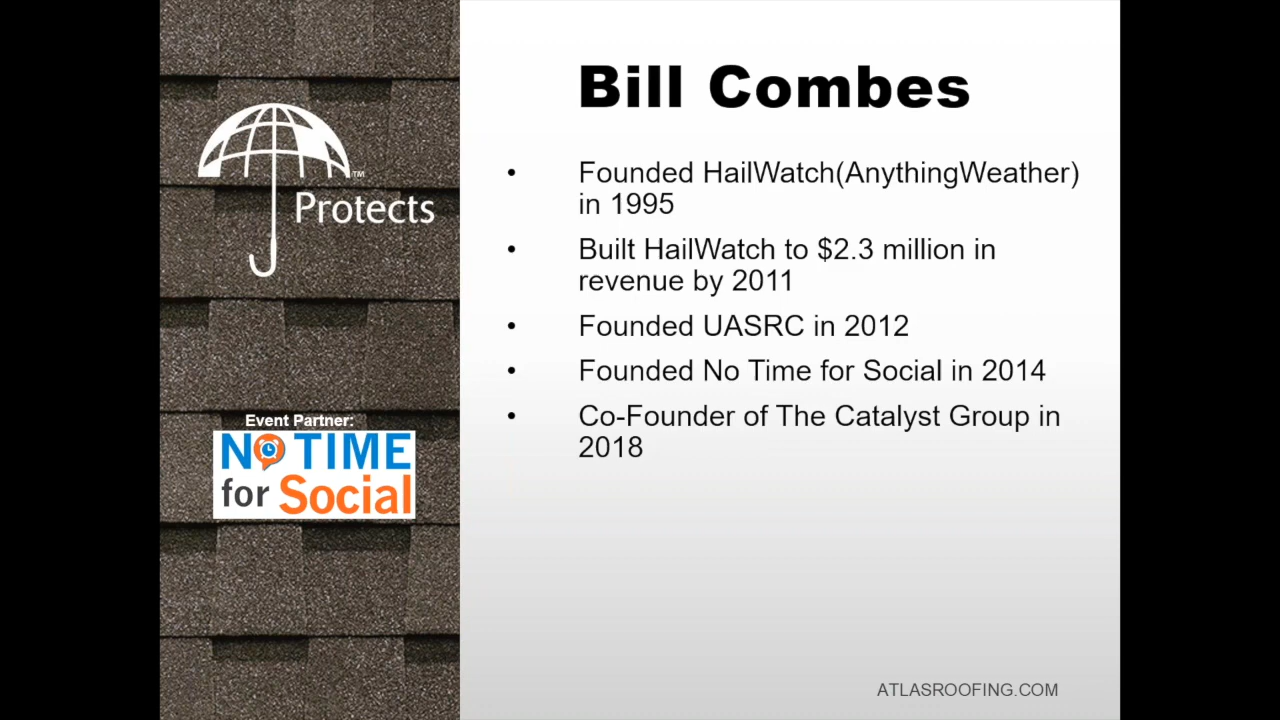 Bill Combes
• Founded HailWatch(AnythingWeather)
in 1995
• Built HailWatch to $2.3 million in
revenue by 2011
• Founded UASRC in 2012
• Founded No Time for Social in 2014
• Co-Founder of The Catalyst Group in
2018
™
Protects
Event Partner:
NO TIME
for Social
ATLASROOFING.COM